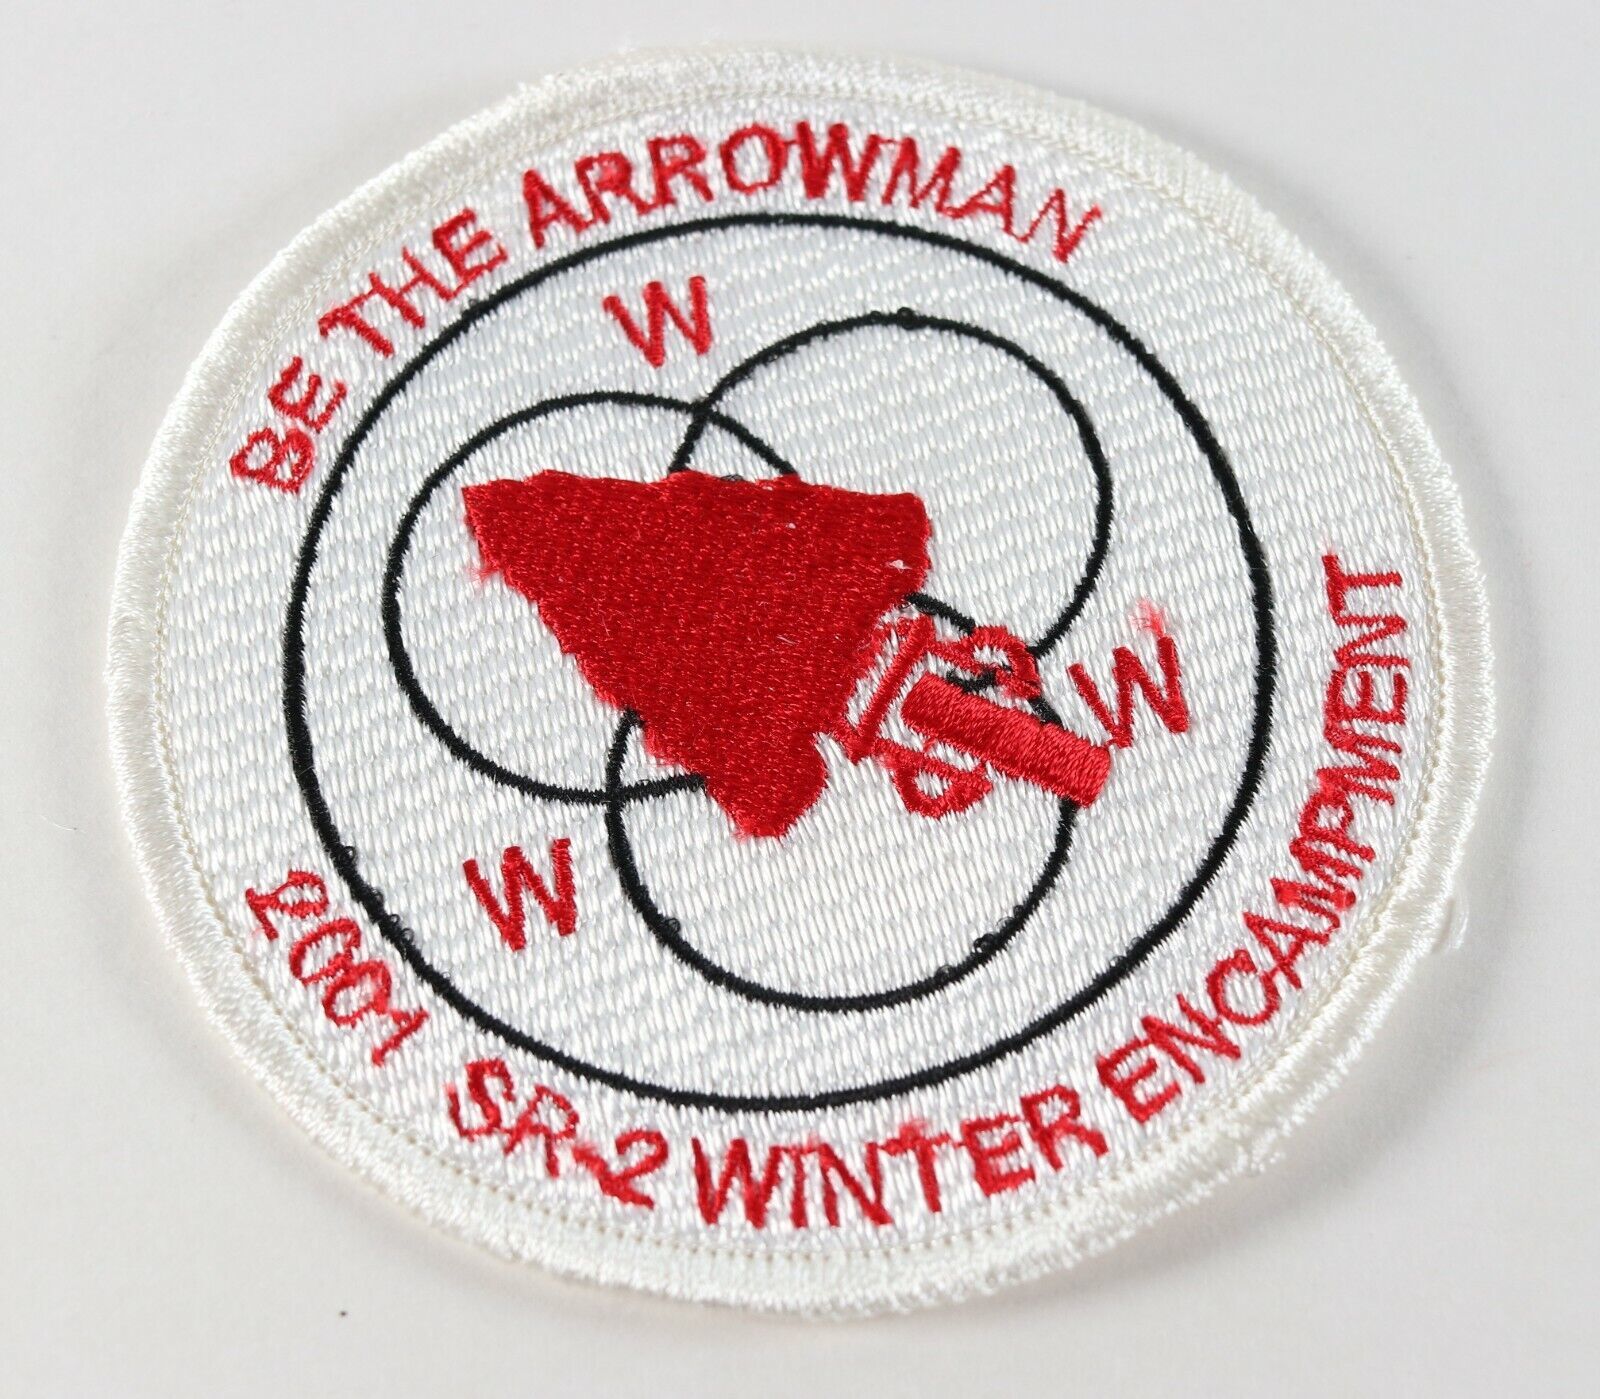 BE THE ARROWMAN
W
W
W
2001 SR-2 WINTER ENCAMPMENT